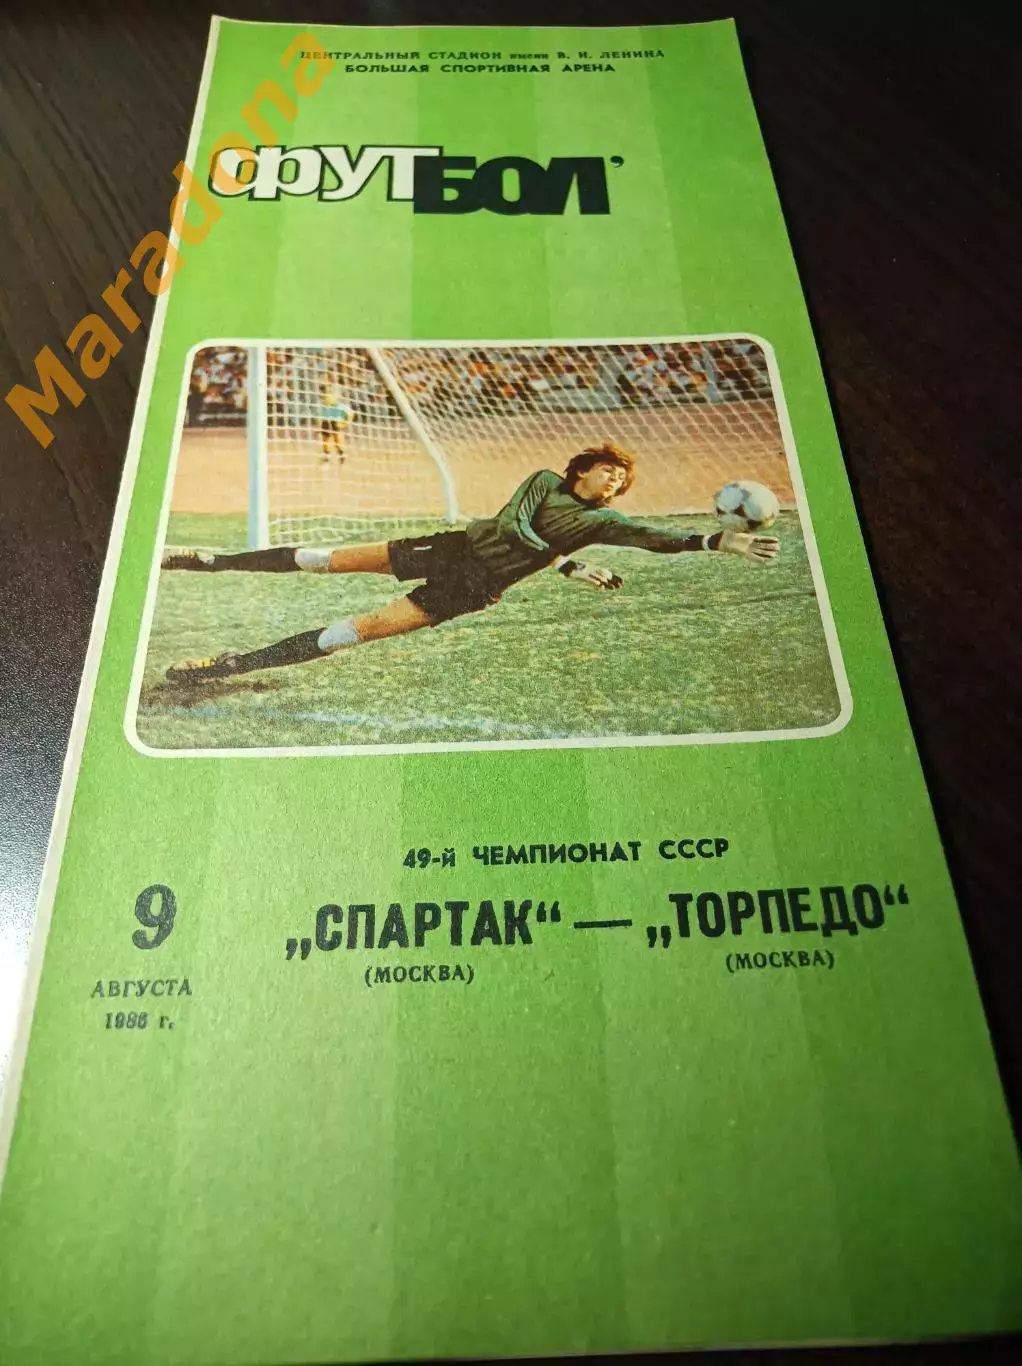 ЦЕНТРАЛЬНЫЙ СТАДИОН имени В. И. ЛЕНИНА
БОЛЬШАЯ СПОРТИВНАЯ АРЕНА
ФУТБОЛ’
49-й ЧЕМПИОНАТ СССР
9
АВГУСТА
1986 г.
„СПАРТАК“ — „ТОРПЕДО“
(МОСКВА) (МОСКВА)
Maradona